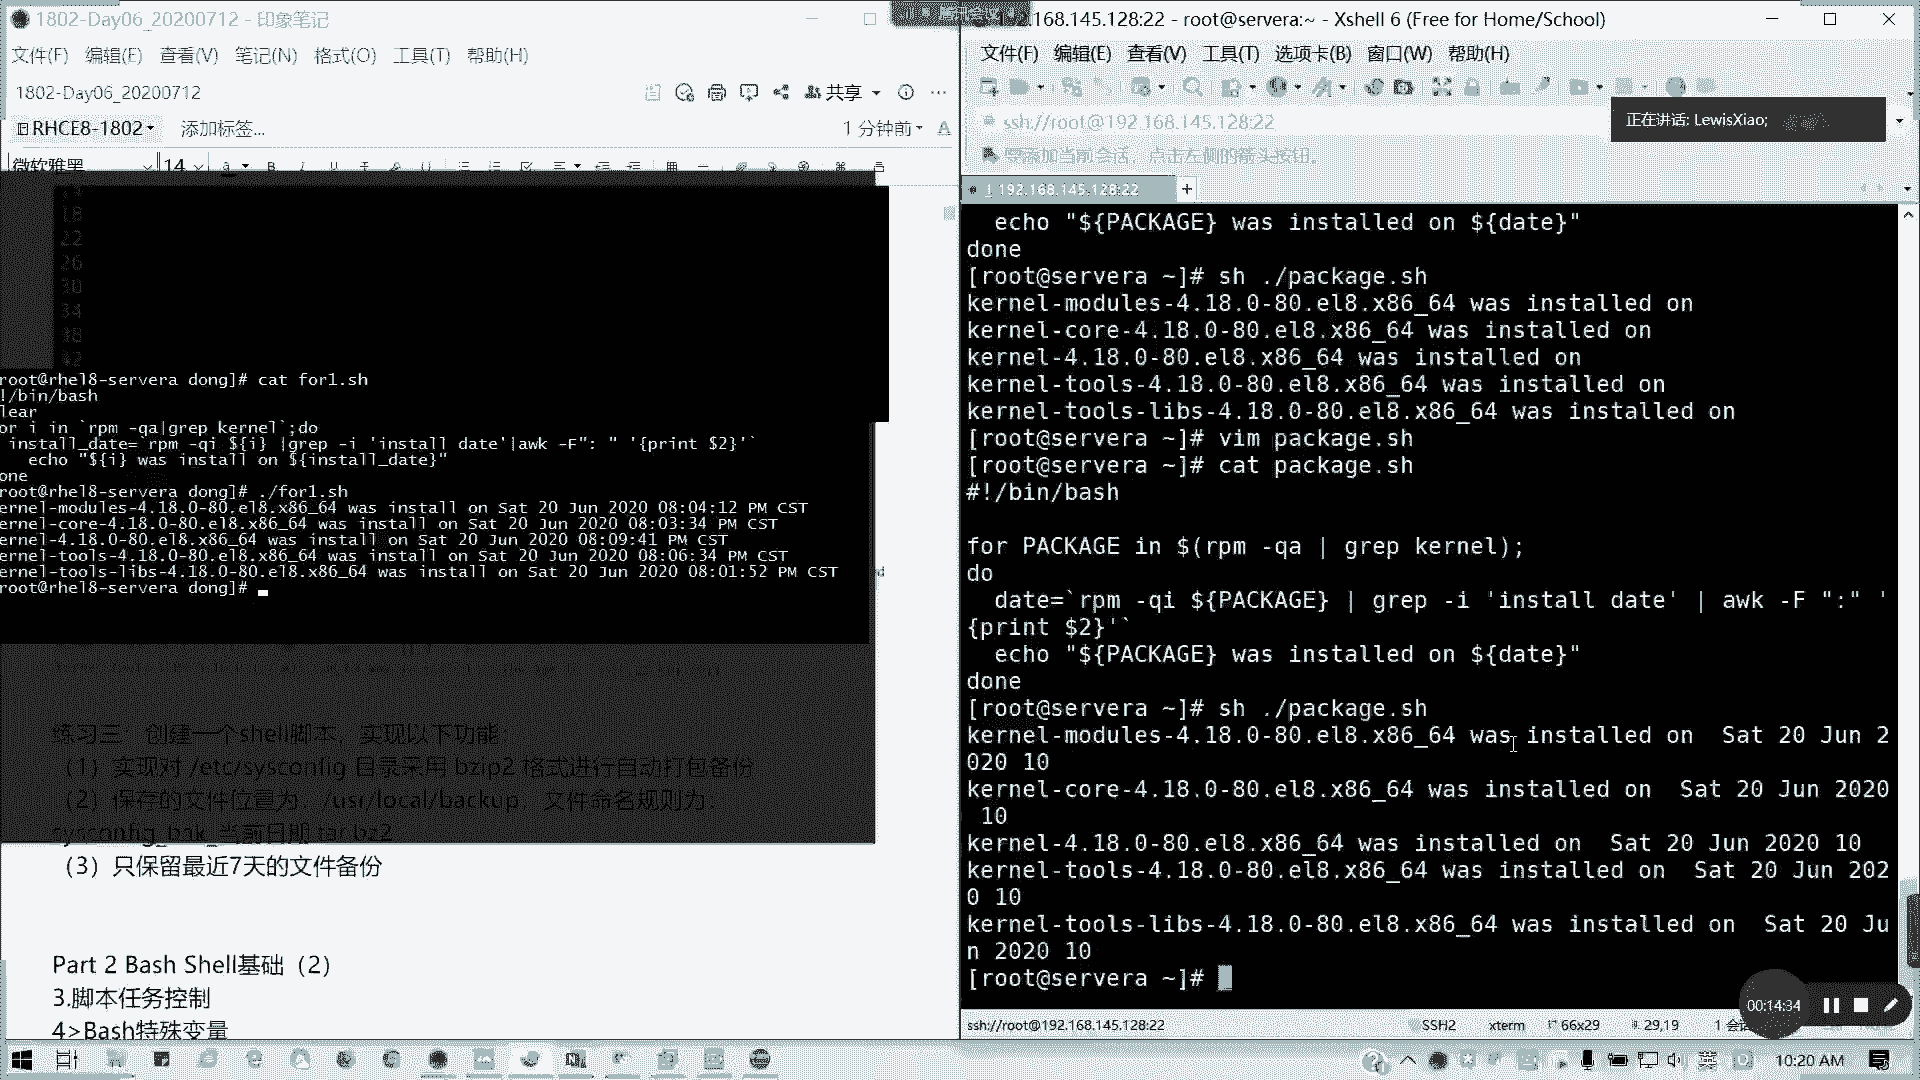 1802-Day06_20200712 - 印象笔记
文件(F) 编辑(E) 查看(V) 笔记(N) 格式(O) 工具(T) 帮助(H)
1802-Day06_20200712
共享
RHCE8-1802
添加标签...
1 分钟前
微软雅黑
14
18
22
26
30
34
38
42
root@rhel8-servera dong]# cat for1.sh
!/bin/bash
lear
or i in `rpm -qa|grep kernel`;do
install_date=`rpm -qi ${i} |grep -i 'install date'|awk -F": " '{print $2}'`
echo "${i} was install on ${install_date}"
one
root@rhel8-servera dong]# ./for1.sh
ernel-modules-4.18.0-80.el8.x86_64 was install on Sat 20 Jun 2020 08:04:12 PM CST
ernel-core-4.18.0-80.el8.x86_64 was install on Sat 20 Jun 2020 08:03:34 PM CST
ernel-4.18.0-80.el8.x86_64 was install on Sat 20 Jun 2020 08:09:41 PM CST
ernel-tools-4.18.0-80.el8.x86_64 was install on Sat 20 Jun 2020 08:06:34 PM CST
ernel-tools-libs-4.18.0-80.el8.x86_64 was install on Sat 20 Jun 2020 08:01:52 PM CST
root@rhel8-servera dong]#
练习三：创建一个shell脚本，实现以下功能：
（1）实现对 /etc/sysconfig 目录采用 bzip2 格式进行自动打包备份
（2）保存的文件位置为：/usr/local/backup，文件命名规则为：
sysconfig_bak_当前日期.tar.bz2
（3）只保留最近7天的文件备份
Part 2 Bash Shell基础（2）
3.脚本任务控制
4>Bash特殊变量
腾讯会议
.168.145.128:22 - root@servera:~ - Xshell 6 (Free for Home/School)
文件(F) 编辑(E) 查看(V) 工具(T) 选项卡(B) 窗口(W) 帮助(H)
ssh://root@192.168.145.128:22
正在讲话: LewisXiao;
要添加当前会话，点击左侧的箭头按钮。
1 192.168.145.128:22
+
echo "${PACKAGE} was installed on ${date}"
done
[root@servera ~]# sh ./package.sh
kernel-modules-4.18.0-80.el8.x86_64 was installed on
kernel-core-4.18.0-80.el8.x86_64 was installed on
kernel-4.18.0-80.el8.x86_64 was installed on
kernel-tools-4.18.0-80.el8.x86_64 was installed on
kernel-tools-libs-4.18.0-80.el8.x86_64 was installed on
[root@servera ~]# vim package.sh
[root@servera ~]# cat package.sh
#!/bin/bash
for PACKAGE in $(rpm -qa | grep kernel);
do
date=`rpm -qi ${PACKAGE} | grep -i 'install date' | awk -F ":" '
{print $2}'`
echo "${PACKAGE} was installed on ${date}"
done
[root@servera ~]# sh ./package.sh
kernel-modules-4.18.0-80.el8.x86_64 was installed on  Sat 20 Jun 2
020 10
kernel-core-4.18.0-80.el8.x86_64 was installed on  Sat 20 Jun 2020
10
kernel-4.18.0-80.el8.x86_64 was installed on  Sat 20 Jun 2020 10
kernel-tools-4.18.0-80.el8.x86_64 was installed on  Sat 20 Jun 202
0 10
kernel-tools-libs-4.18.0-80.el8.x86_64 was installed on  Sat 20 Ju
n 2020 10
[root@servera ~]#
00:14:34
ssh://root@192.168.145.128:22
SSH2
xterm
66x29
29,19
1 会
英
10:20 AM